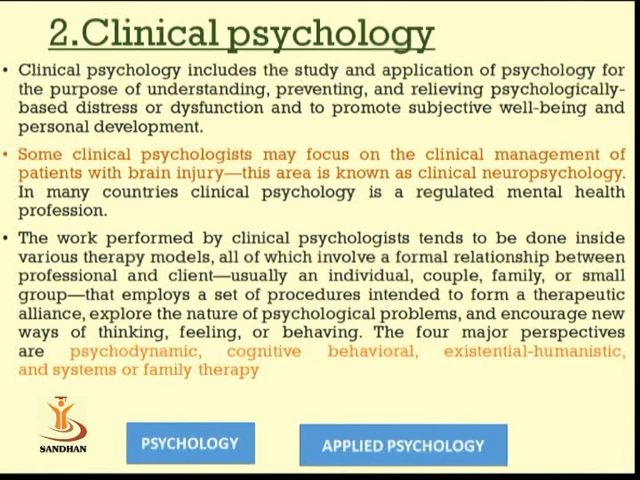 2.Clinical psychology
• Clinical psychology includes the study and application of psychology for
the purpose of understanding, preventing, and relieving psychologically-
based distress or dysfunction and to promote subjective well-being and
personal development.
• Some clinical psychologists may focus on the clinical management of
patients with brain injury—this area is known as clinical neuropsychology.
In many countries clinical psychology is a regulated mental health
profession.
• The work performed by clinical psychologists tends to be done inside
various therapy models, all of which involve a formal relationship between
professional and client—usually an individual, couple, family, or small
group—that employs a set of procedures intended to form a therapeutic
alliance, explore the nature of psychological problems, and encourage new
ways of thinking, feeling, or behaving. The four major perspectives
are psychodynamic, cognitive behavioral, existential-humanistic,
and systems or family therapy
SANDHAN
PSYCHOLOGY
APPLIED PSYCHOLOGY